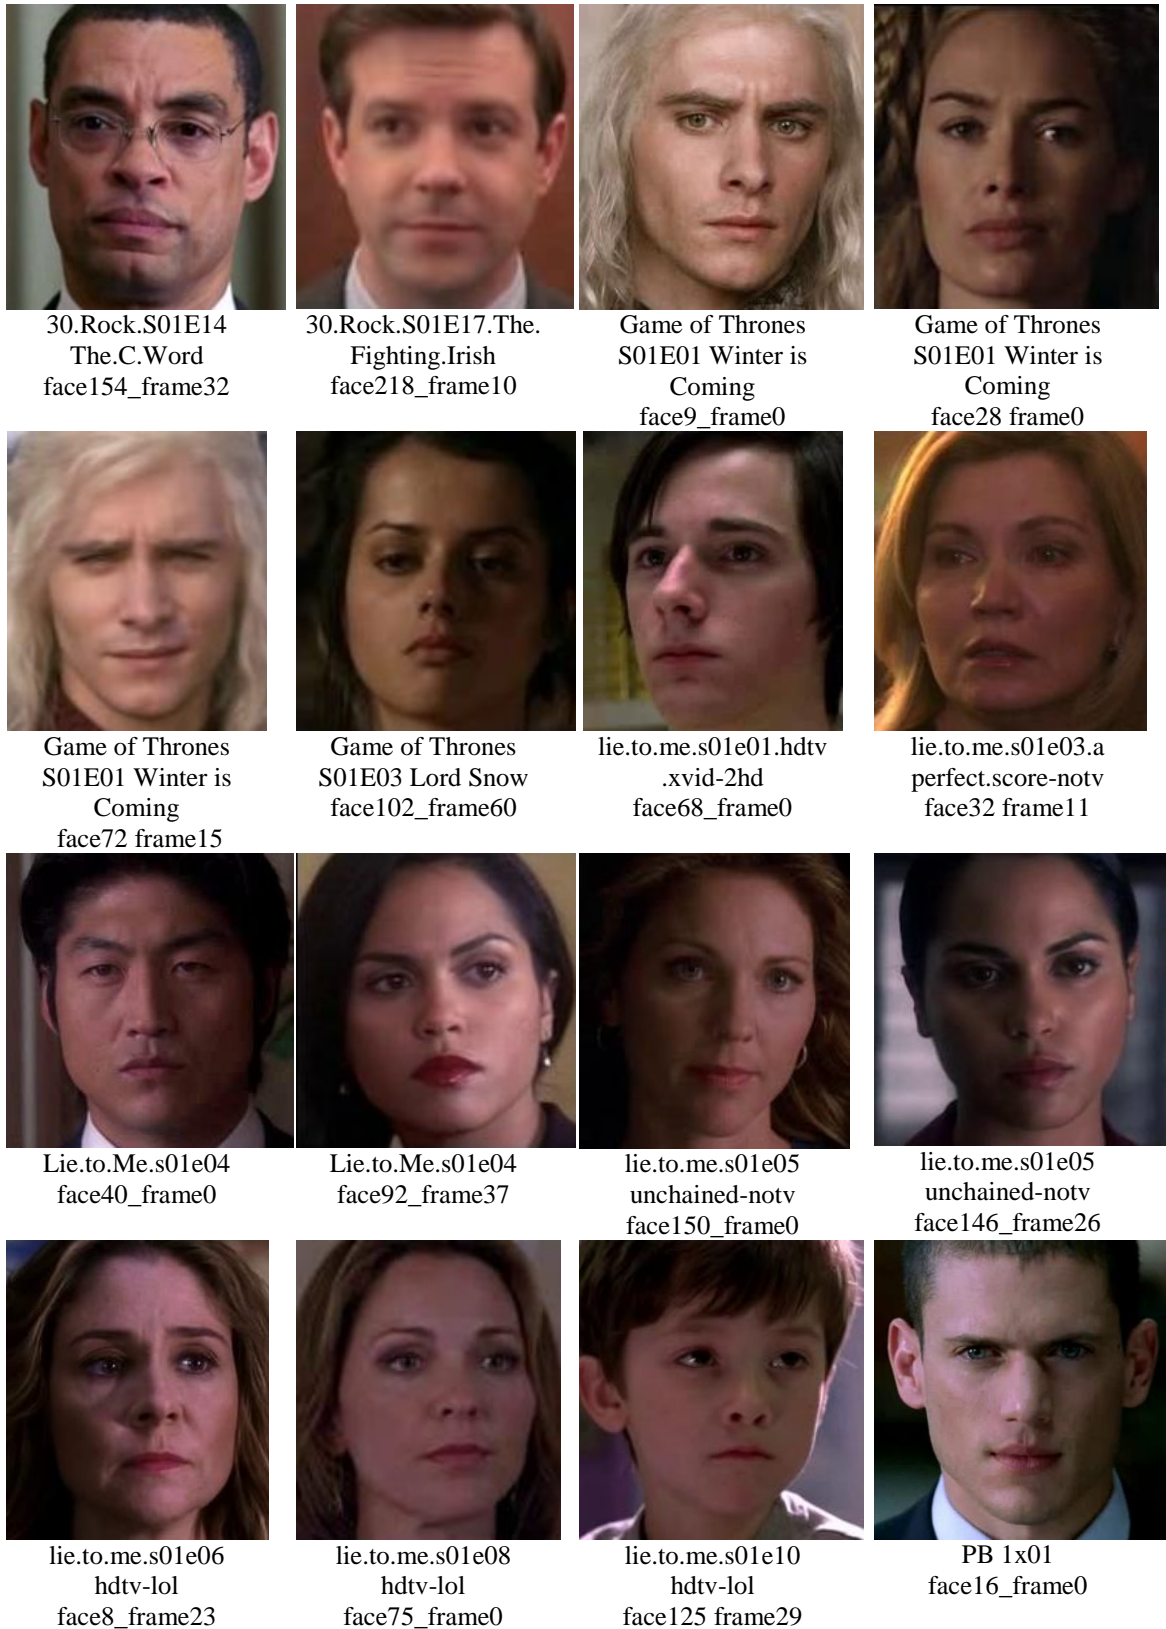 30.Rock.S01E14
The.C.Word
face154_frame32
30.Rock.S01E17.The.
Fighting.Irish
face218_frame10
Game of Thrones
S01E01 Winter is
Coming
face9_frame0
Game of Thrones
S01E01 Winter is
Coming
face28 frame0
Game of Thrones
S01E01 Winter is
Coming
face72 frame15
Game of Thrones
S01E03 Lord Snow
face102_frame60
lie.to.me.s01e01.hdtv
.xvid-2hd
face68_frame0
lie.to.me.s01e03.a
perfect.score-notv
face32 frame11
Lie.to.Me.s01e04
face40_frame0
Lie.to.Me.s01e04
face92_frame37
lie.to.me.s01e05
unchained-notv
face150_frame0
lie.to.me.s01e05
unchained-notv
face146_frame26
lie.to.me.s01e06
hdtv-lol
face8_frame23
lie.to.me.s01e08
hdtv-lol
face75_frame0
lie.to.me.s01e10
hdtv-lol
face125 frame29
PB 1x01
face16_frame0